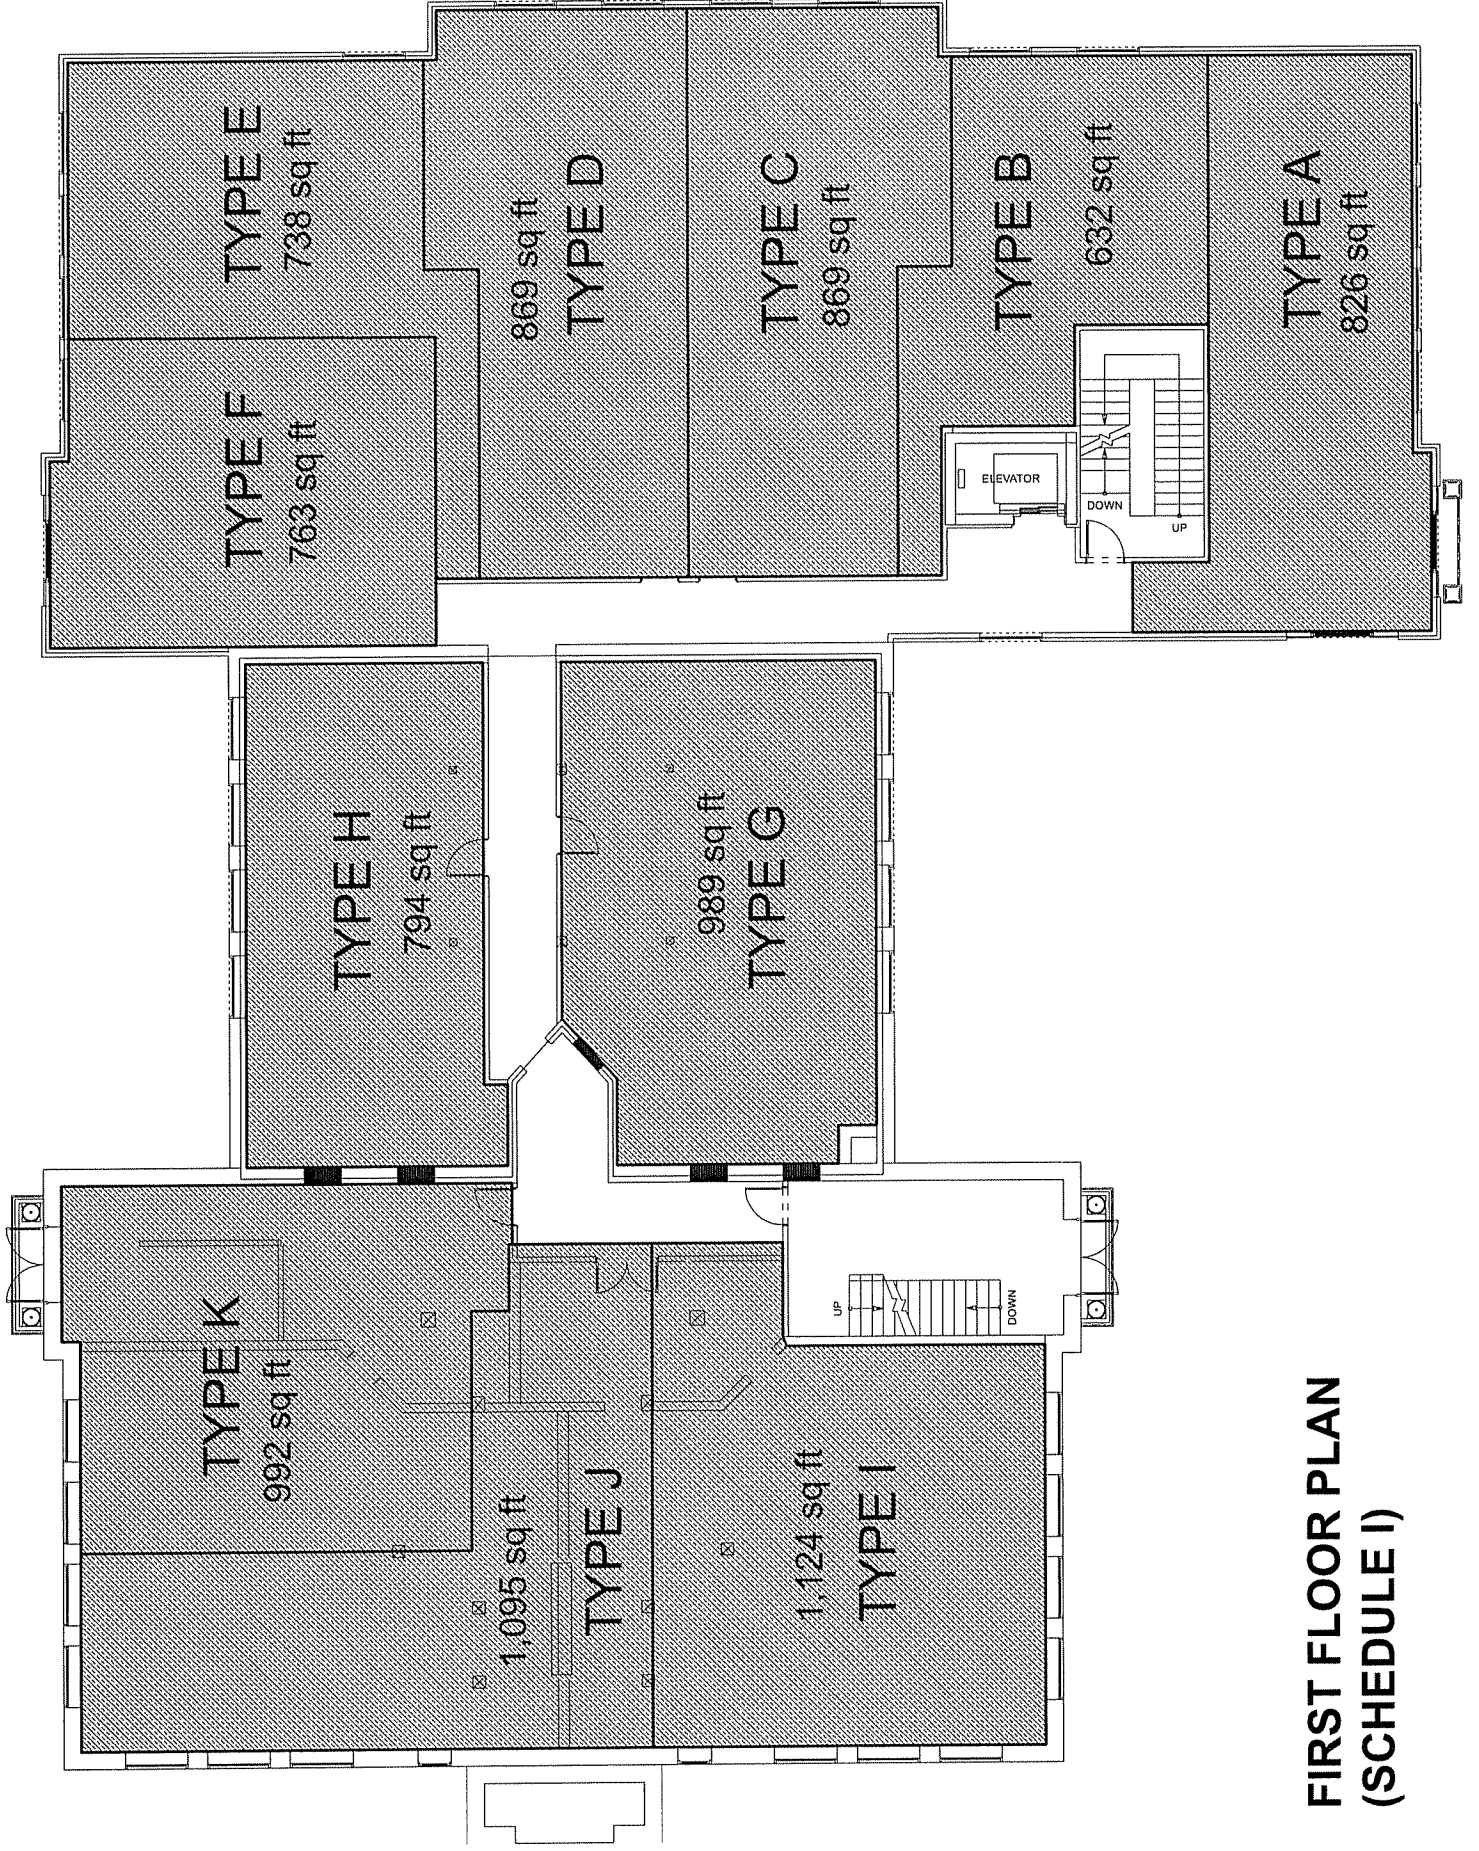 TYPE E
738 sq ft
869 sq ft
TYPE D
TYPE C
869 sq ft
TYPE B
632 sq ft
TYPE A
826 sq ft
TYPE F
763 sq ft
ELEVATOR
DOWN
UP
TYPE H
794 sq ft
989 sq ft
TYPE G
TYPE K
992 sq ft
1,095 sq ft
TYPE J
1,124 sq ft
TYPE I
UP
DOWN
FIRST FLOOR PLAN
(SCHEDULE I)